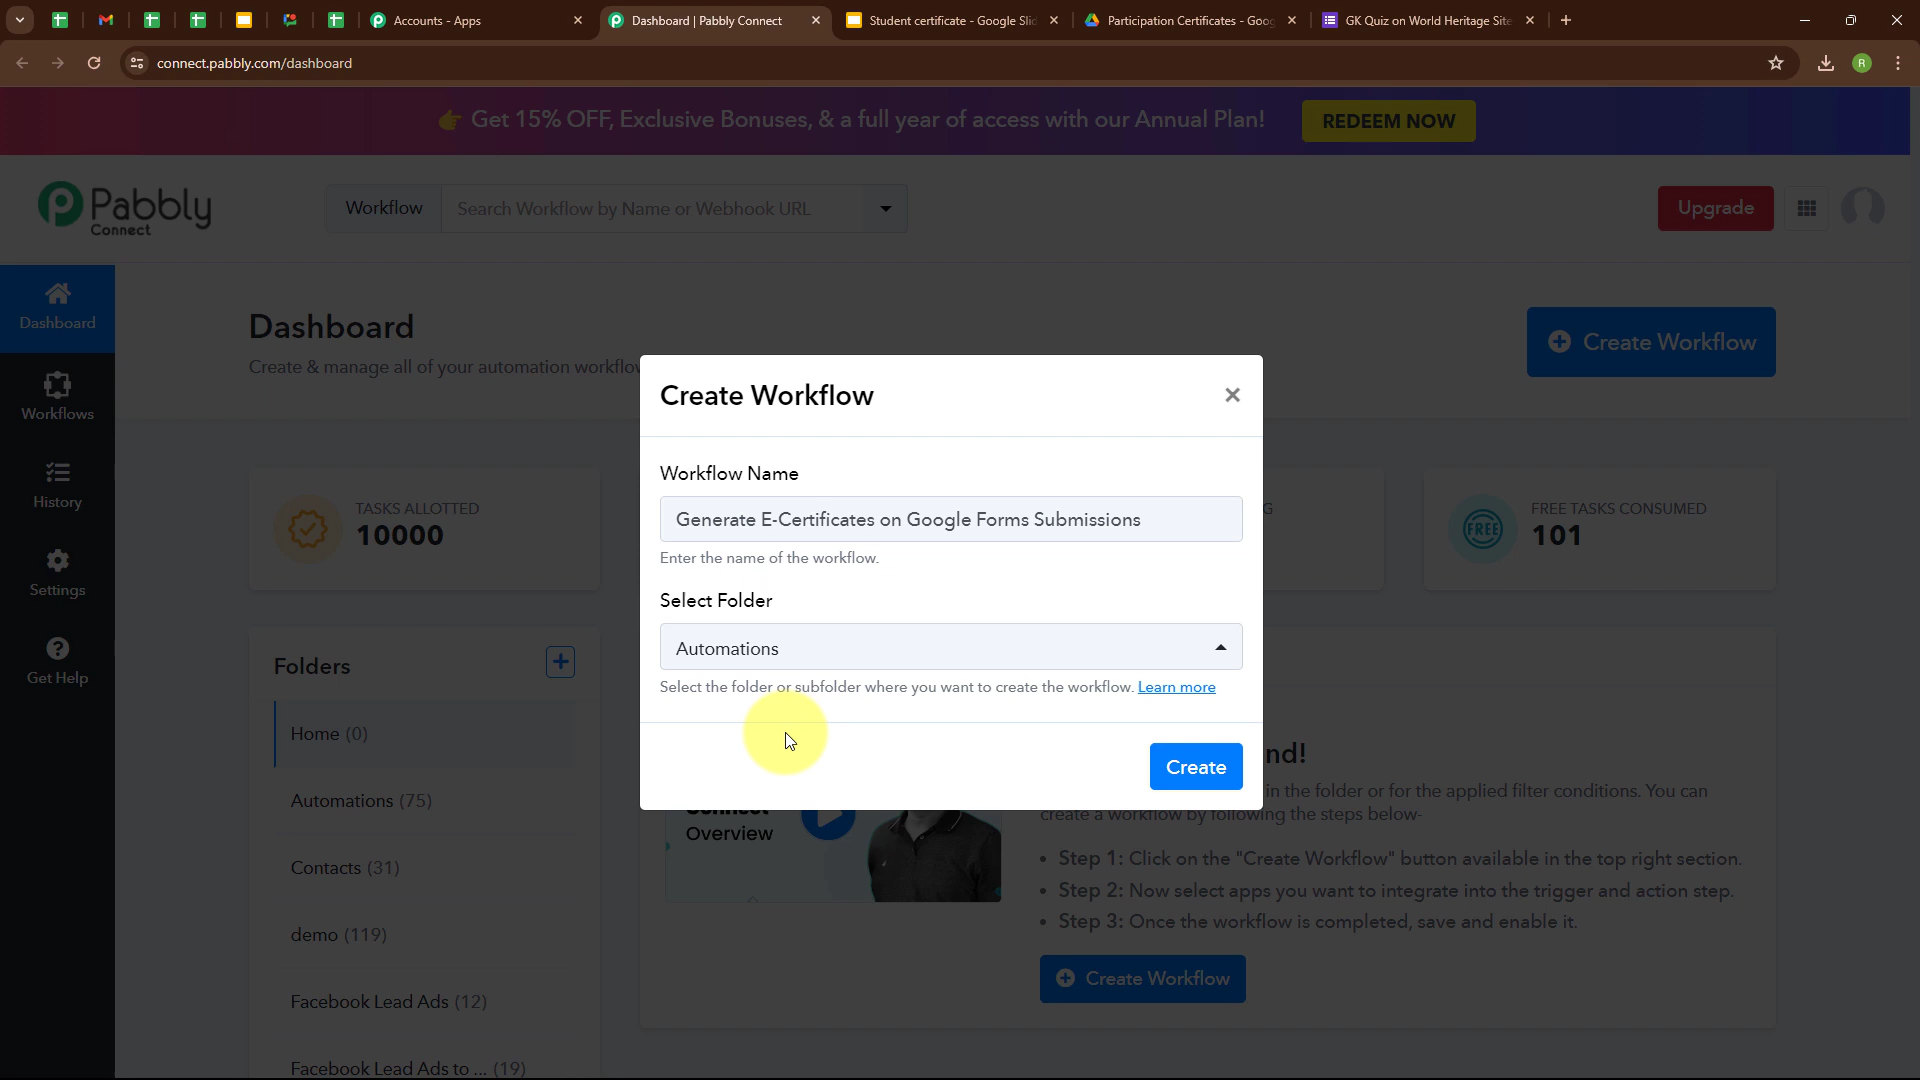 Accounts - Apps
Dashboard | Pabbly Connect
Student certificate - Google Slid
Participation Certificates - Goog
GK Quiz on World Heritage Site
connect.pabbly.com/dashboard
R
Get 15% OFF, Exclusive Bonuses, & a full year of access with our Annual Plan!
REDEEM NOW
Pabbly
Connect
Workflow
Search Workflow by Name or Webhook URL
Upgrade
Dashboard
Workflows
History
Settings
Get Help
Dashboard
Create & manage all of your automation workflow
Create Workflow
TASKS ALLOTTED
10000
G
FREE TASKS CONSUMED
FREE
101
Create Workflow
Workflow Name
Generate E-Certificates on Google Forms Submissions
Enter the name of the workflow.
Select Folder
Automations
Select the folder or subfolder where you want to create the workflow. Learn more
Create
Folders
Home (0)
Automations (75)
Contacts (31)
demo (119)
Facebook Lead Ads (12)
Facebook Lead Ads to ... (19)
Connect
Overview
nd!
in the folder or for the applied filter conditions. You can
create a workflow by following the steps below-
• Step 1: Click on the "Create Workflow" button available in the top right section.
• Step 2: Now select apps you want to integrate into the trigger and action step.
• Step 3: Once the workflow is completed, save and enable it.
Create Workflow